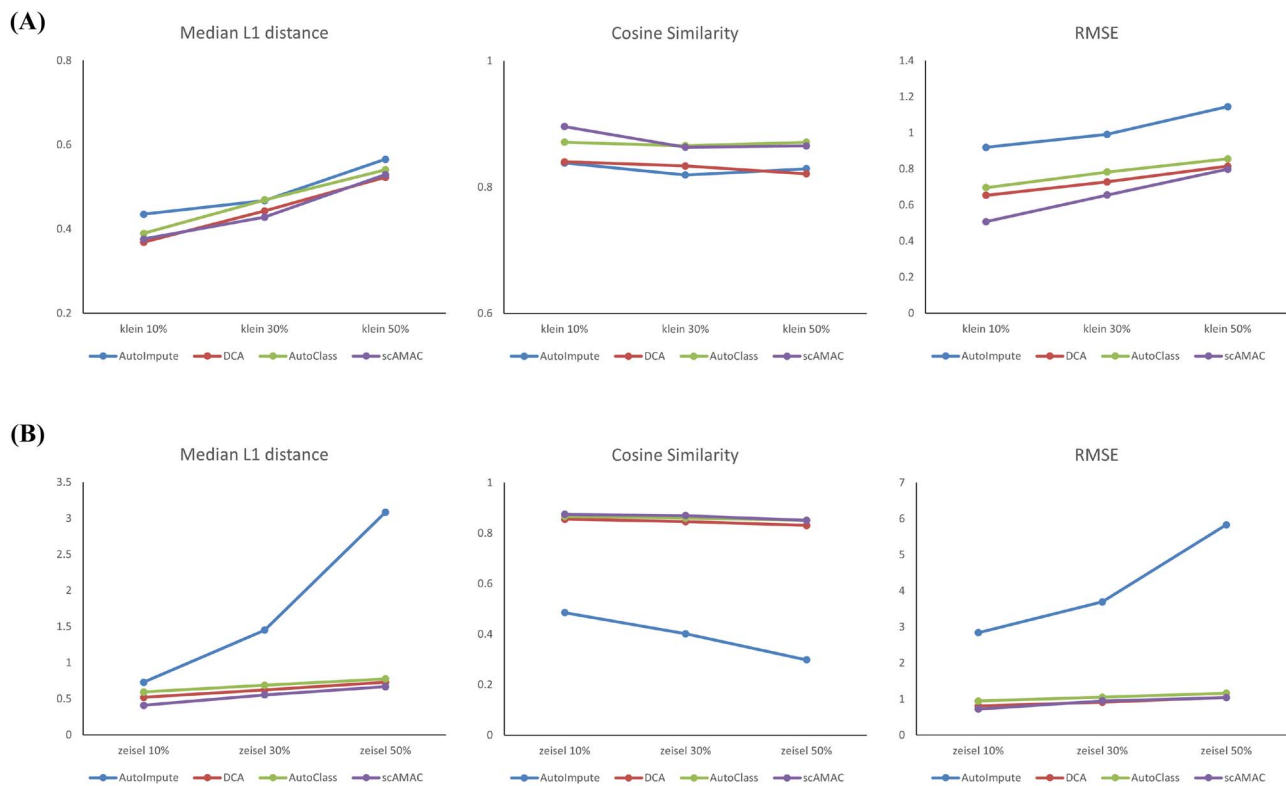 (A)
Median L1 distance
0.8
0.6
0.4
0.2
klein 10% klein 30% klein 50%
AutoImpute DCA AutoClass scAMAC
Cosine Similarity
1
0.8
0.6
klein 10% klein 30% klein 50%
AutoImpute DCA AutoClass scAMAC
RMSE
1.4
1.2
1
0.8
0.6
0.4
0.2
0
klein 10% klein 30% klein 50%
AutoImpute DCA AutoClass scAMAC
(B)
Median L1 distance
3.5
3
2.5
2
1.5
1
0.5
0
zeisel 10% zeisel 30% zeisel 50%
AutoImpute DCA AutoClass scAMAC
Cosine Similarity
1
0.8
0.6
0.4
0.2
0
zeisel 10% zeisel 30% zeisel 50%
AutoImpute DCA AutoClass scAMAC
RMSE
7
6
5
4
3
2
1
0
zeisel 10% zeisel 30% zeisel 50%
AutoImpute DCA AutoClass scAMAC